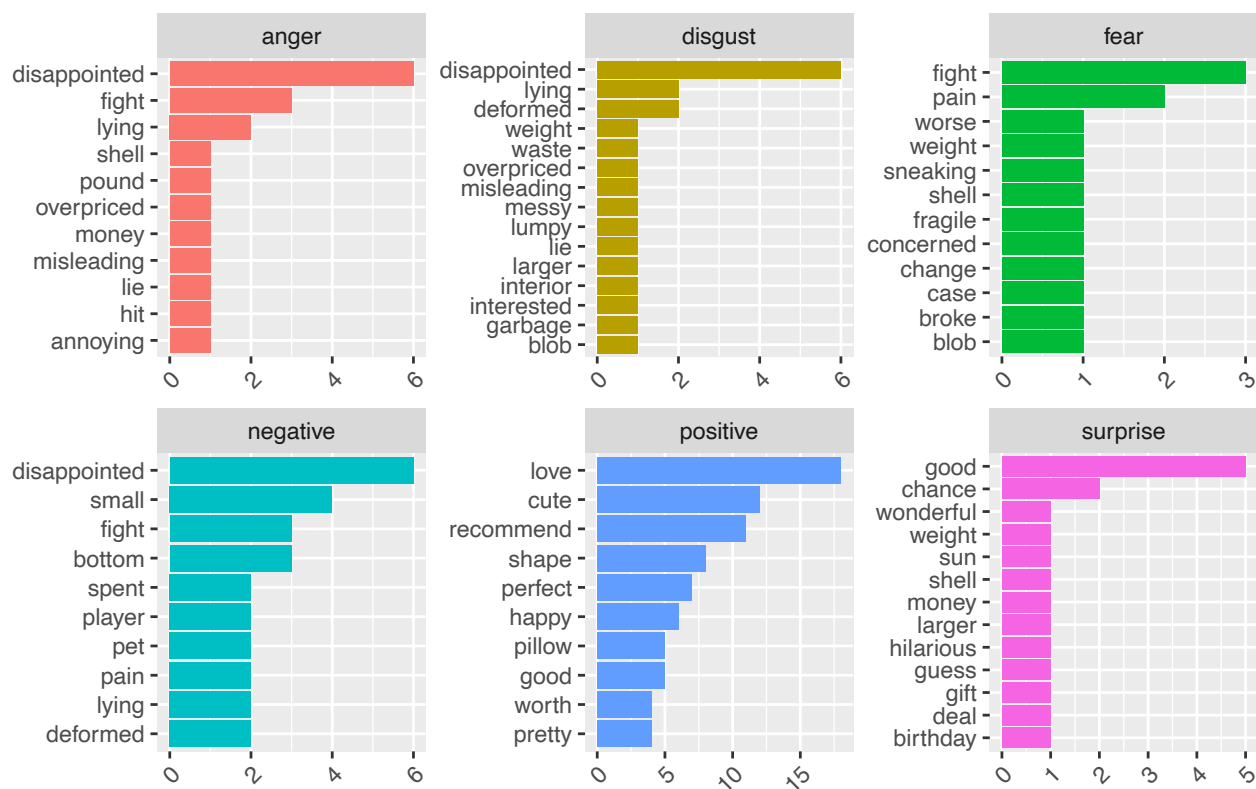 anger
disappointed
fight
lying
shell
pound
overpriced
money
misleading
lie
hit
annoying
0 2 4 6
disgust
disappointed
lying
deformed
weight
waste
overpriced
misleading
messy
lumpy
lie
larger
interior
interested
garbage
blob
0 2 4 6
fear
fight
pain
worse
weight
sneaking
shell
fragile
concerned
change
case
broke
blob
0 1 2 3
negative
disappointed
small
fight
bottom
spent
player
pet
pain
lying
deformed
0 2 4 6
positive
love
cute
recommend
shape
perfect
happy
pillow
good
worth
pretty
0 5 10 15
surprise
good
chance
wonderful
weight
sun
shell
money
larger
hilarious
guess
gift
deal
birthday
0 1 2 3 4 5